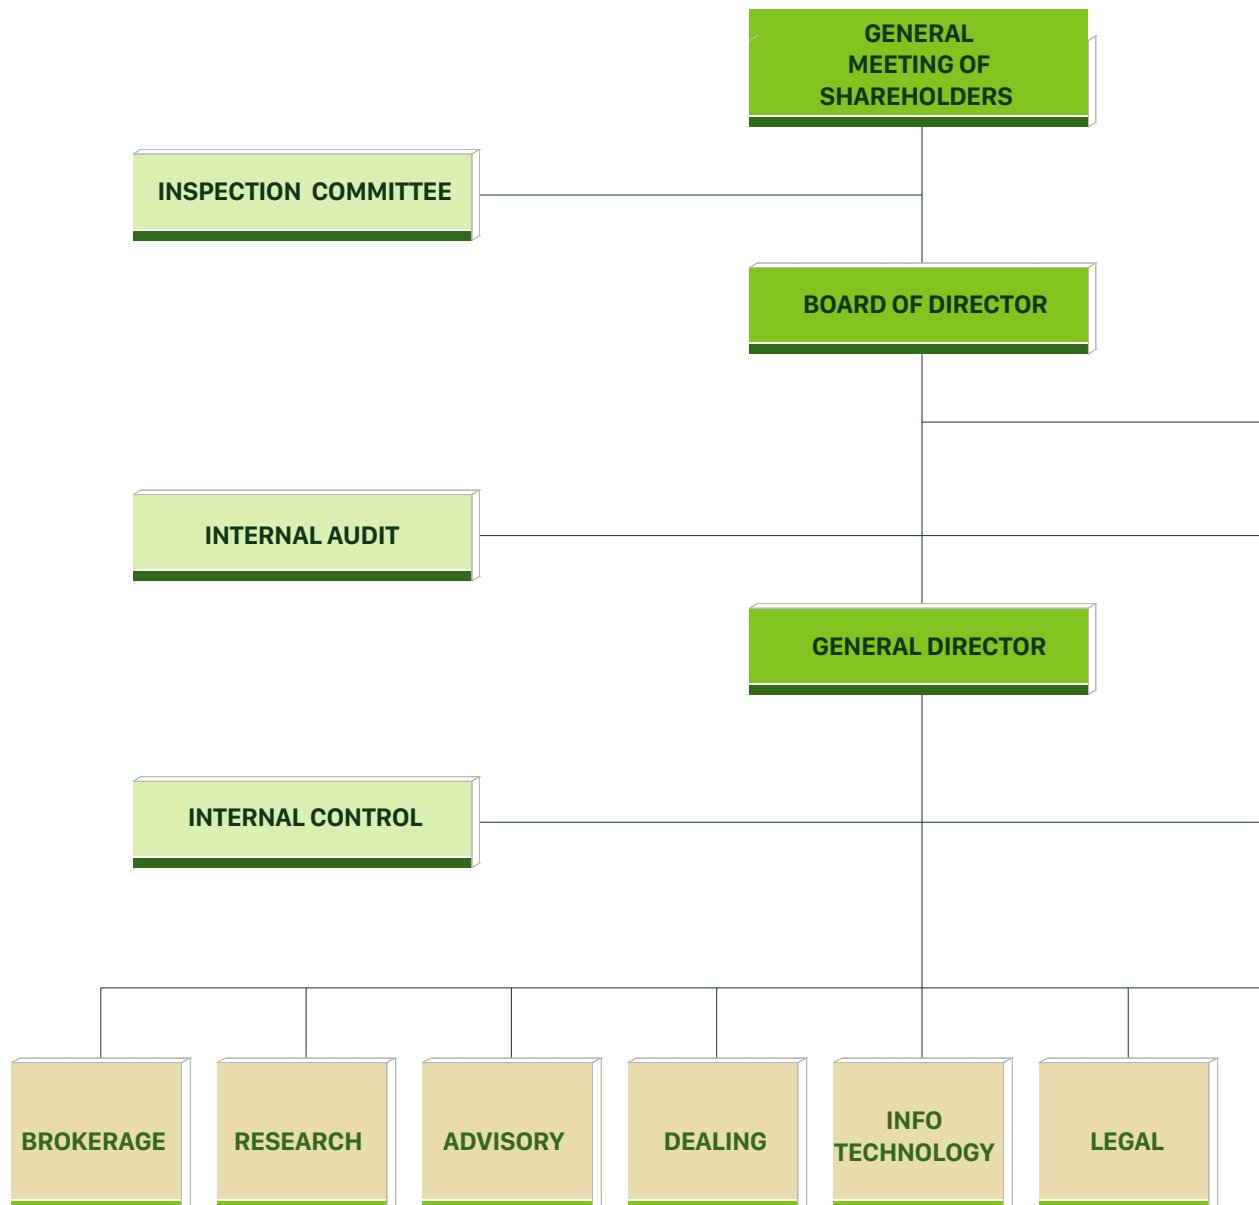 GENERAL
MEETING OF
SHAREHOLDERS
INSPECTION COMMITTEE
BOARD OF DIRECTOR
INTERNAL AUDIT
GENERAL DIRECTOR
INTERNAL CONTROL
BROKERAGE
RESEARCH
ADVISORY
DEALING
INFO
TECHNOLOGY
LEGAL